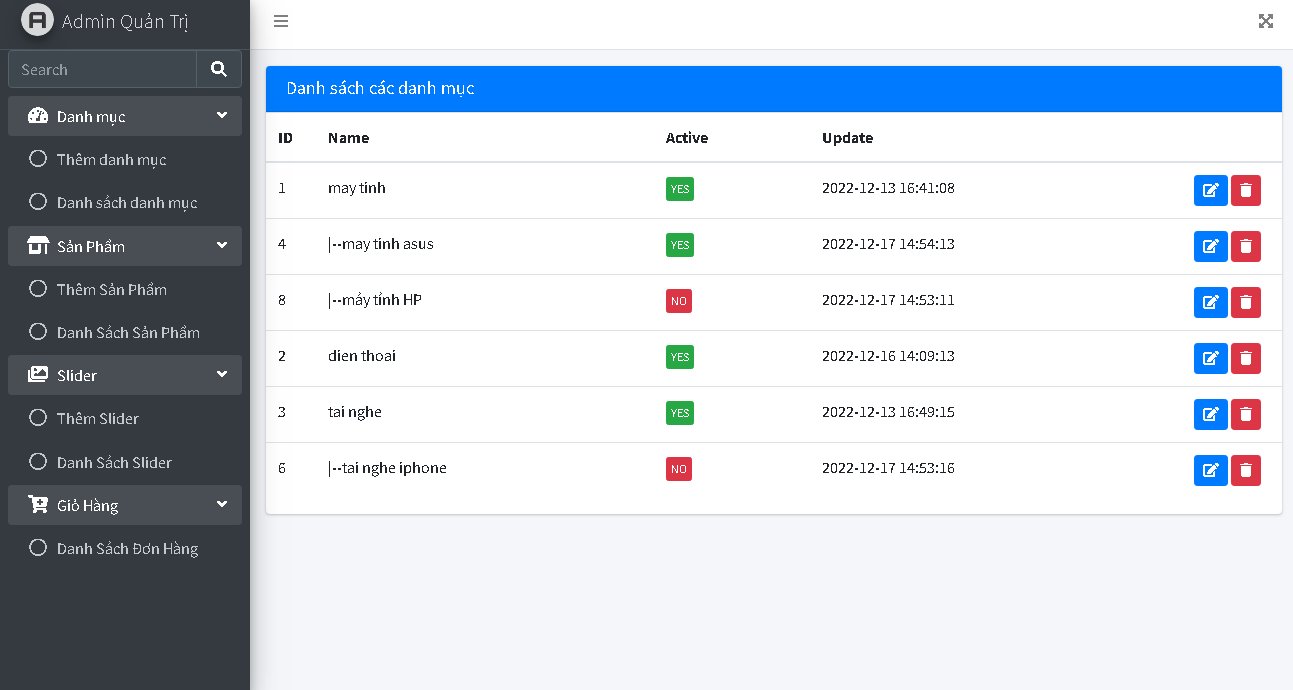 Admin Quản Trị
Search
Danh mục
Thêm danh mục
Danh sách danh mục
Sản Phẩm
Thêm Sản Phẩm
Danh Sách Sản Phẩm
Slider
Thêm Slider
Danh Sách Slider
Giỏ Hàng
Danh Sách Đơn Hàng
Danh sách các danh mục
ID Name Active Update
1 may tinh YES 2022-12-13 16:41:08
4 |--may tinh asus YES 2022-12-17 14:54:13
8 |--mấy tính HP NO 2022-12-17 14:53:11
2 dien thoai YES 2022-12-16 14:09:13
3 tai nghe YES 2022-12-13 16:49:15
6 |--tai nghe iphone NO 2022-12-17 14:53:16